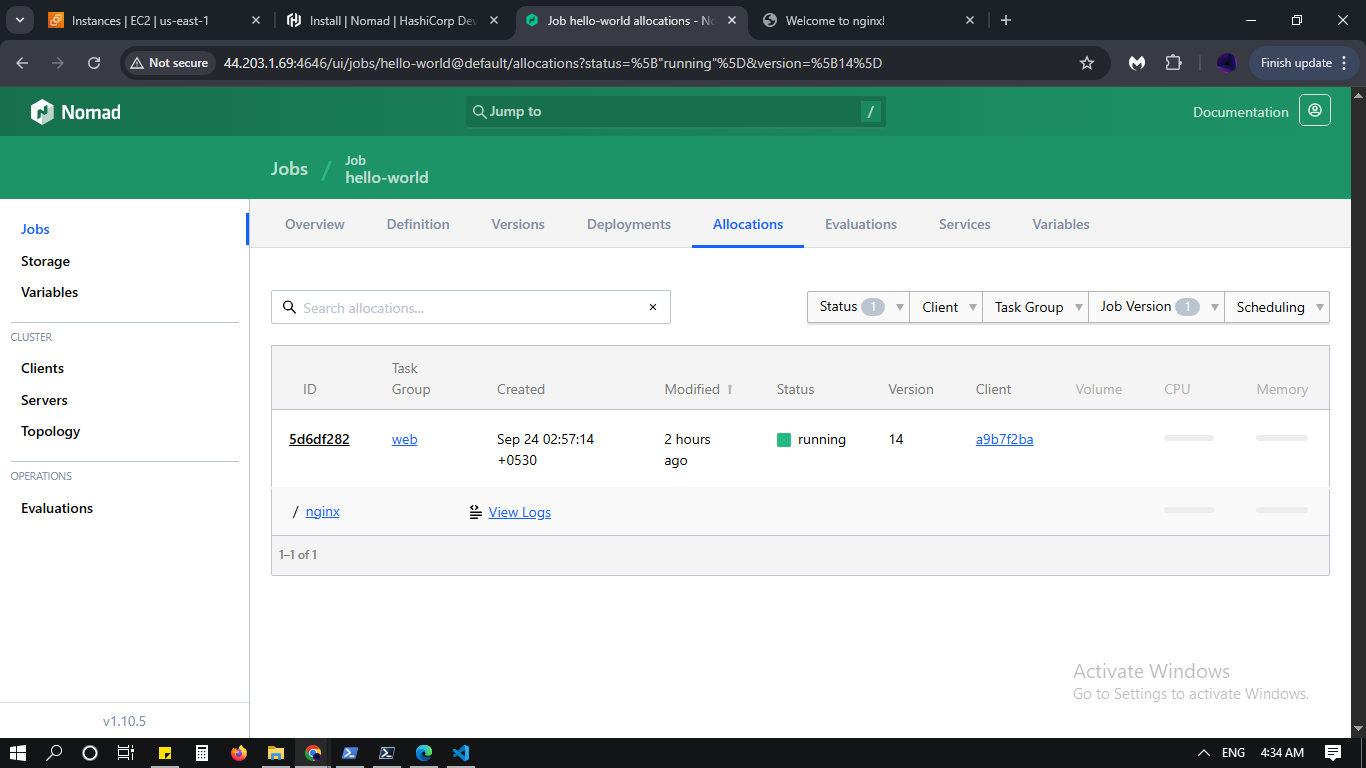 Instances | EC2 | us-east-1
Install | Nomad | HashiCorp Dev
Job hello-world allocations - No
Welcome to nginx!
Not secure
44.203.1.69:4646/ui/jobs/hello-world@default/allocations?status=%5B"running"%5D&version=%5B14%5D
Finish update
Nomad
Jump to
/
Documentation
Jobs / Job
hello-world
Jobs
Storage
Variables
CLUSTER
Clients
Servers
Topology
OPERATIONS
Evaluations
v1.10.5
Overview Definition Versions Deployments Allocations Evaluations Services Variables
Search allocations...
Status 1 Client Task Group Job Version 1 Scheduling
ID Task Group Created Modified ↑ Status Version Client Volume CPU Memory
5d6df282 web Sep 24 02:57:14 2 hours running 14 a9b7f2ba
+0530 ago
/ nginx View Logs
1–1 of 1
Activate Windows
Go to Settings to activate Windows.
ENG 4:34 AM